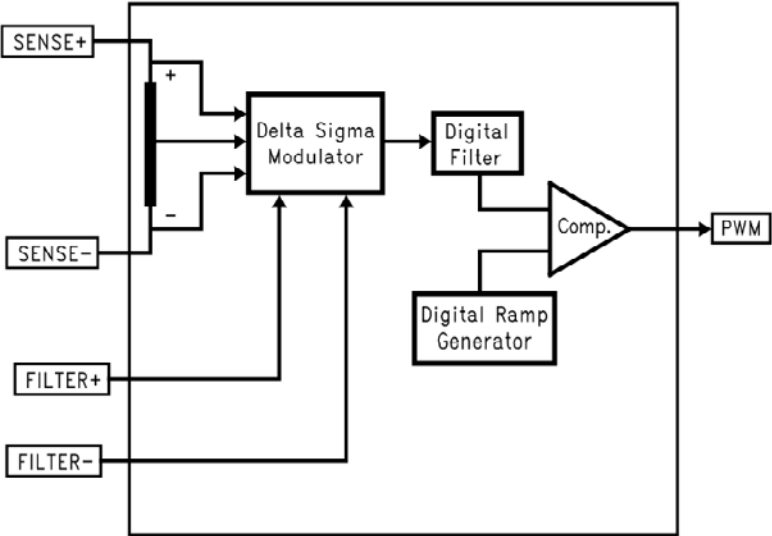 SENSE+
+
Delta Sigma
Modulator
Digital
Filter
Comp.
PWM
-
SENSE-
Digital Ramp
Generator
FILTER+
FILTER-